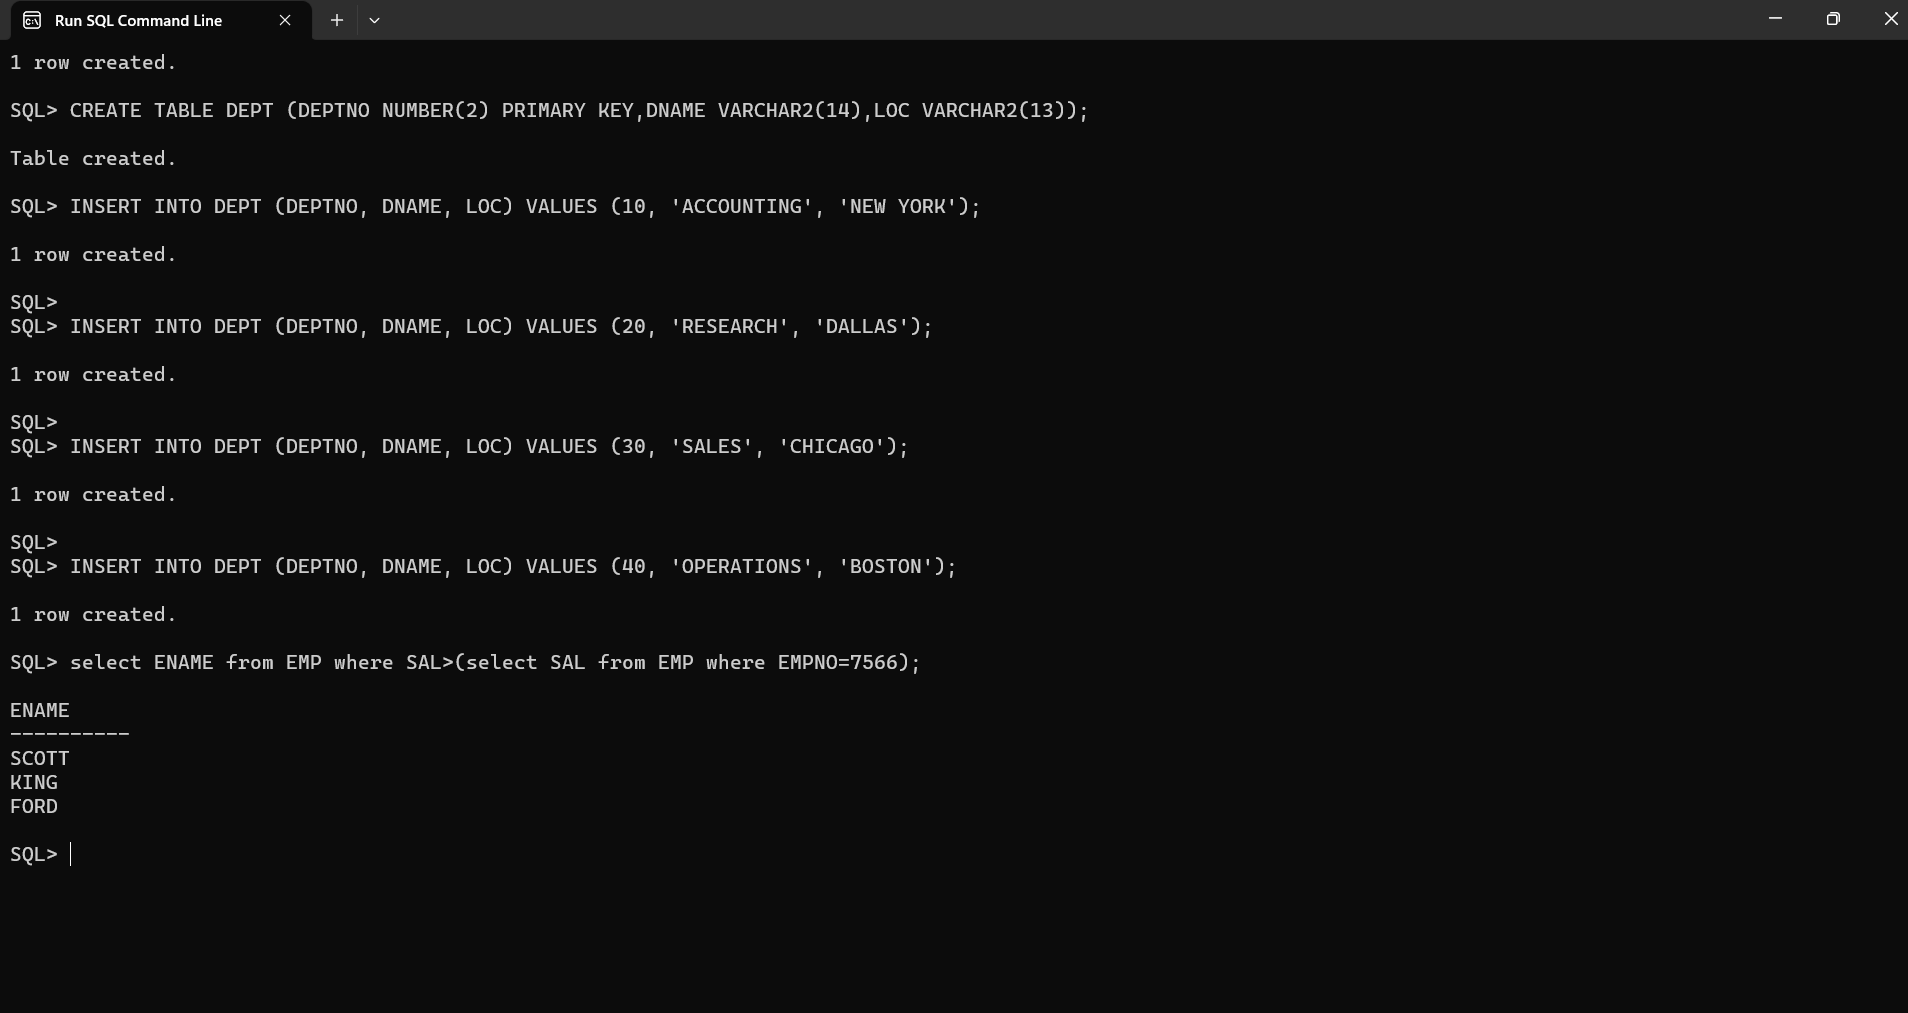 Run SQL Command Line
1 row created.
SQL> CREATE TABLE DEPT (DEPTNO NUMBER(2) PRIMARY KEY,DNAME VARCHAR2(14),LOC VARCHAR2(13));
Table created.
SQL> INSERT INTO DEPT (DEPTNO, DNAME, LOC) VALUES (10, 'ACCOUNTING', 'NEW YORK');
1 row created.
SQL>
SQL> INSERT INTO DEPT (DEPTNO, DNAME, LOC) VALUES (20, 'RESEARCH', 'DALLAS');
1 row created.
SQL>
SQL> INSERT INTO DEPT (DEPTNO, DNAME, LOC) VALUES (30, 'SALES', 'CHICAGO');
1 row created.
SQL>
SQL> INSERT INTO DEPT (DEPTNO, DNAME, LOC) VALUES (40, 'OPERATIONS', 'BOSTON');
1 row created.
SQL> select ENAME from EMP where SAL>(select SAL from EMP where EMPNO=7566);
ENAME
----------
SCOTT
KING
FORD
SQL>